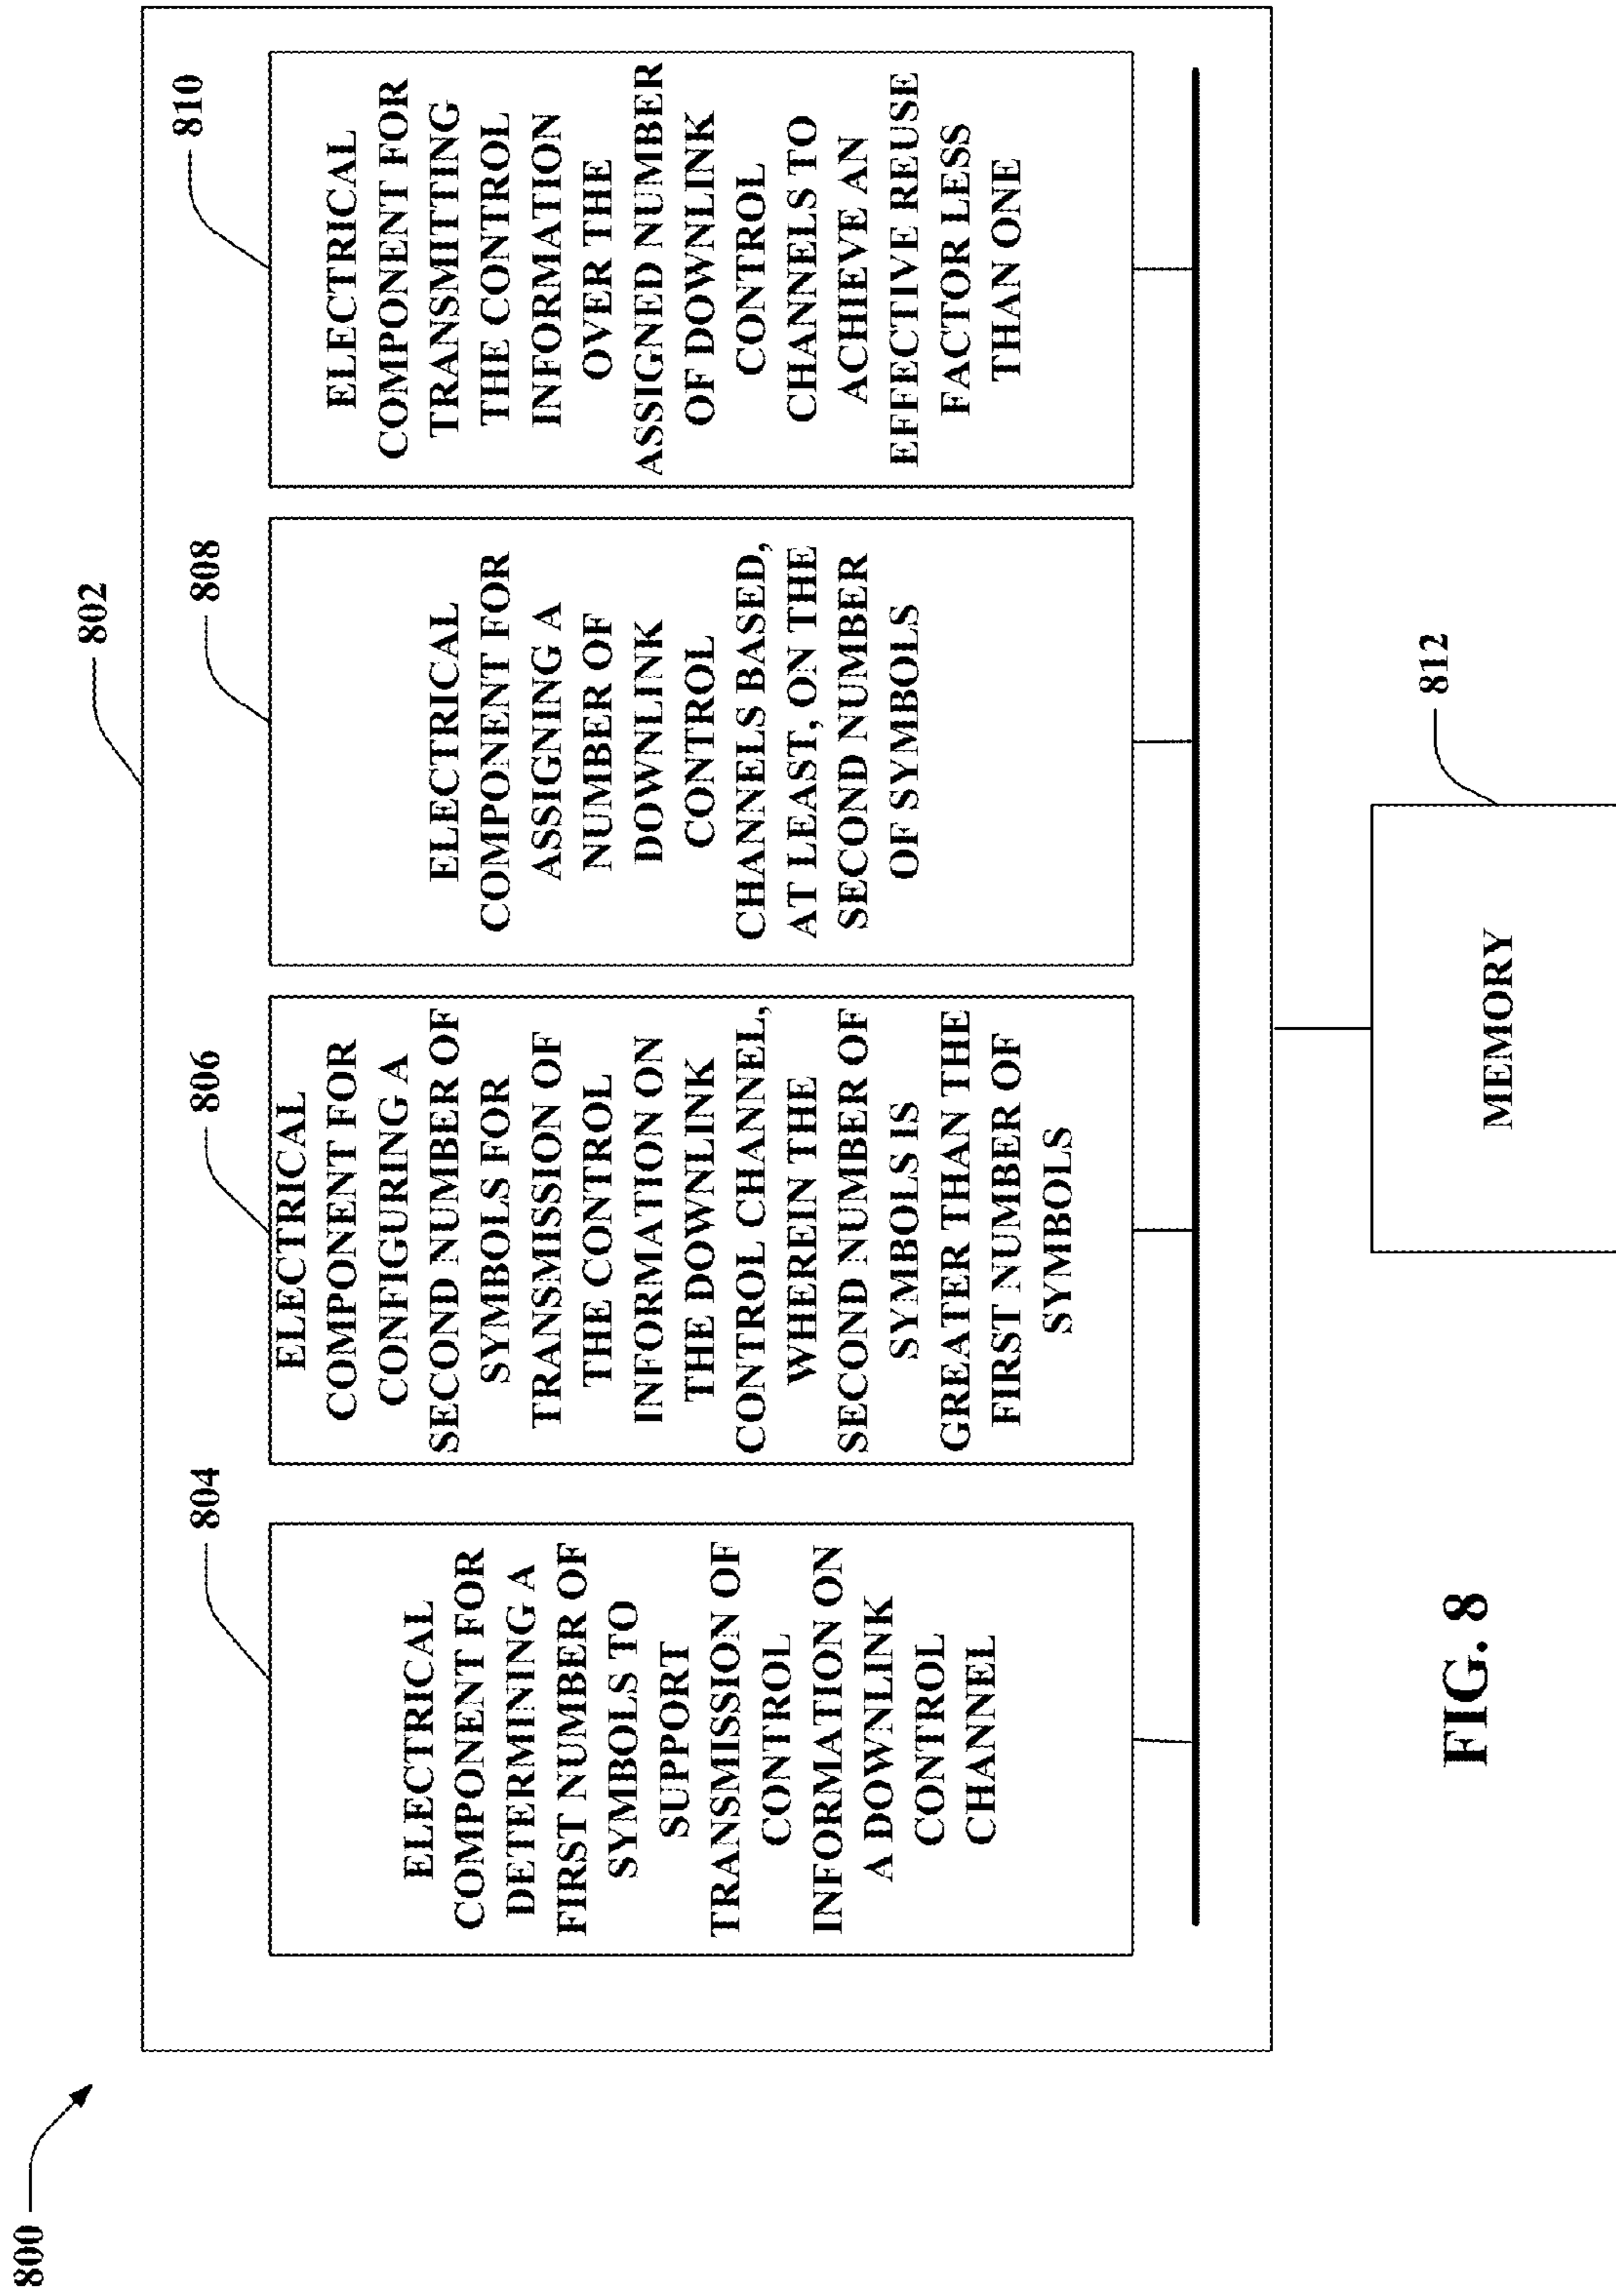 800
802
804
ELECTRICAL
COMPONENT FOR
DETERMINING A
FIRST NUMBER OF
SYMBOLS TO
SUPPORT
TRANSMISSION OF
CONTROL
INFORMATION ON
A DOWNLINK
CONTROL
CHANNEL
806
ELECTRICAL
COMPONENT FOR
CONFIGURING A
SECOND NUMBER OF
SYMBOLS FOR
TRANSMISSION OF
THE CONTROL
INFORMATION ON
THE DOWNLINK
CONTROL CHANNEL,
WHEREIN THE
SECOND NUMBER OF
SYMBOLS IS
GREATER THAN THE
FIRST NUMBER OF
SYMBOLS
808
ELECTRICAL
COMPONENT FOR
ASSIGNING A
NUMBER OF
DOWNLINK
CONTROL
CHANNELS BASED,
AT LEAST, ON THE
SECOND NUMBER
OF SYMBOLS
810
ELECTRICAL
COMPONENT FOR
TRANSMITTING
THE CONTROL
INFORMATION
OVER THE
ASSIGNED NUMBER
OF DOWNLINK
CONTROL
CHANNELS TO
ACHIEVE AN
EFFECTIVE REUSE
FACTOR LESS
THAN ONE
812
MEMORY
FIG. 8